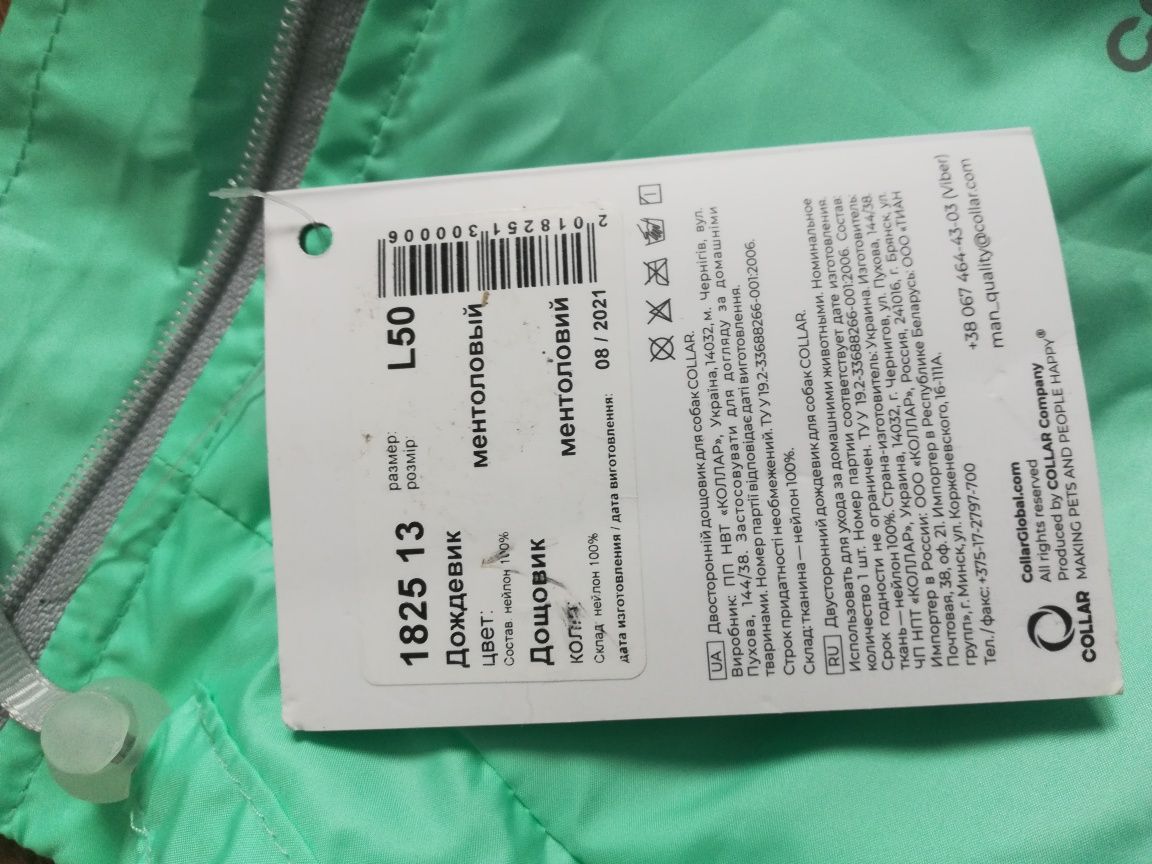 1825 13
размер:
розмір:
L50
Дождевик
цвет:
ментоловый
Состав: нейлон 100%
Дощовик
ментоловий
Склад: нейлон 100%
дата изготовления / дата виготовлення:
08 / 2021
2018251300006
UA Двосторонній дощовик для собак COLLAR.
Виробник: ПП НВТ «КОЛЛАР», Україна, 14032, м. Чернігів, вул.
Пухова, 144/38. Застосовувати для догляду за домашніми
тваринами. Номер партії відповідає даті виготовлення.
Строк придатності необмежений. ТУ У 19.2-33688266-001:2006.
Склад: тканина — нейлон 100%.
RU Двусторонний дождевик для собак COLLAR.
Использовать для ухода за домашними животными. Номинальное
количество 1 шт. Номер партии соответствует дате изготовления.
Срок годности не ограничен. ТУ У 19.2-33688266-001:2006. Состав:
ткань — нейлон 100%. Страна-изготовитель: Украина. Изготовитель:
ЧП НПТ «КОЛЛАР», Украина, 14032, г. Чернигов, ул. Пухова, 144/38.
Импортер в России: ООО «КОЛЛАР», Россия, 241016, г. Брянск, ул.
Почтовая, 38, оф. 21. Импортер в Республике Беларусь: ООО «ТИАН
групп», г. Минск, ул. Корженевского, 16-111А.
Тел./факс: +375-17-2797-700
+38 067 464-43-03 (Viber)
man_quality@collar.com
COLLAR
CollarGlobal.com
All rights reserved
Produced by COLLAR Company
MAKING PETS AND PEOPLE HAPPY®